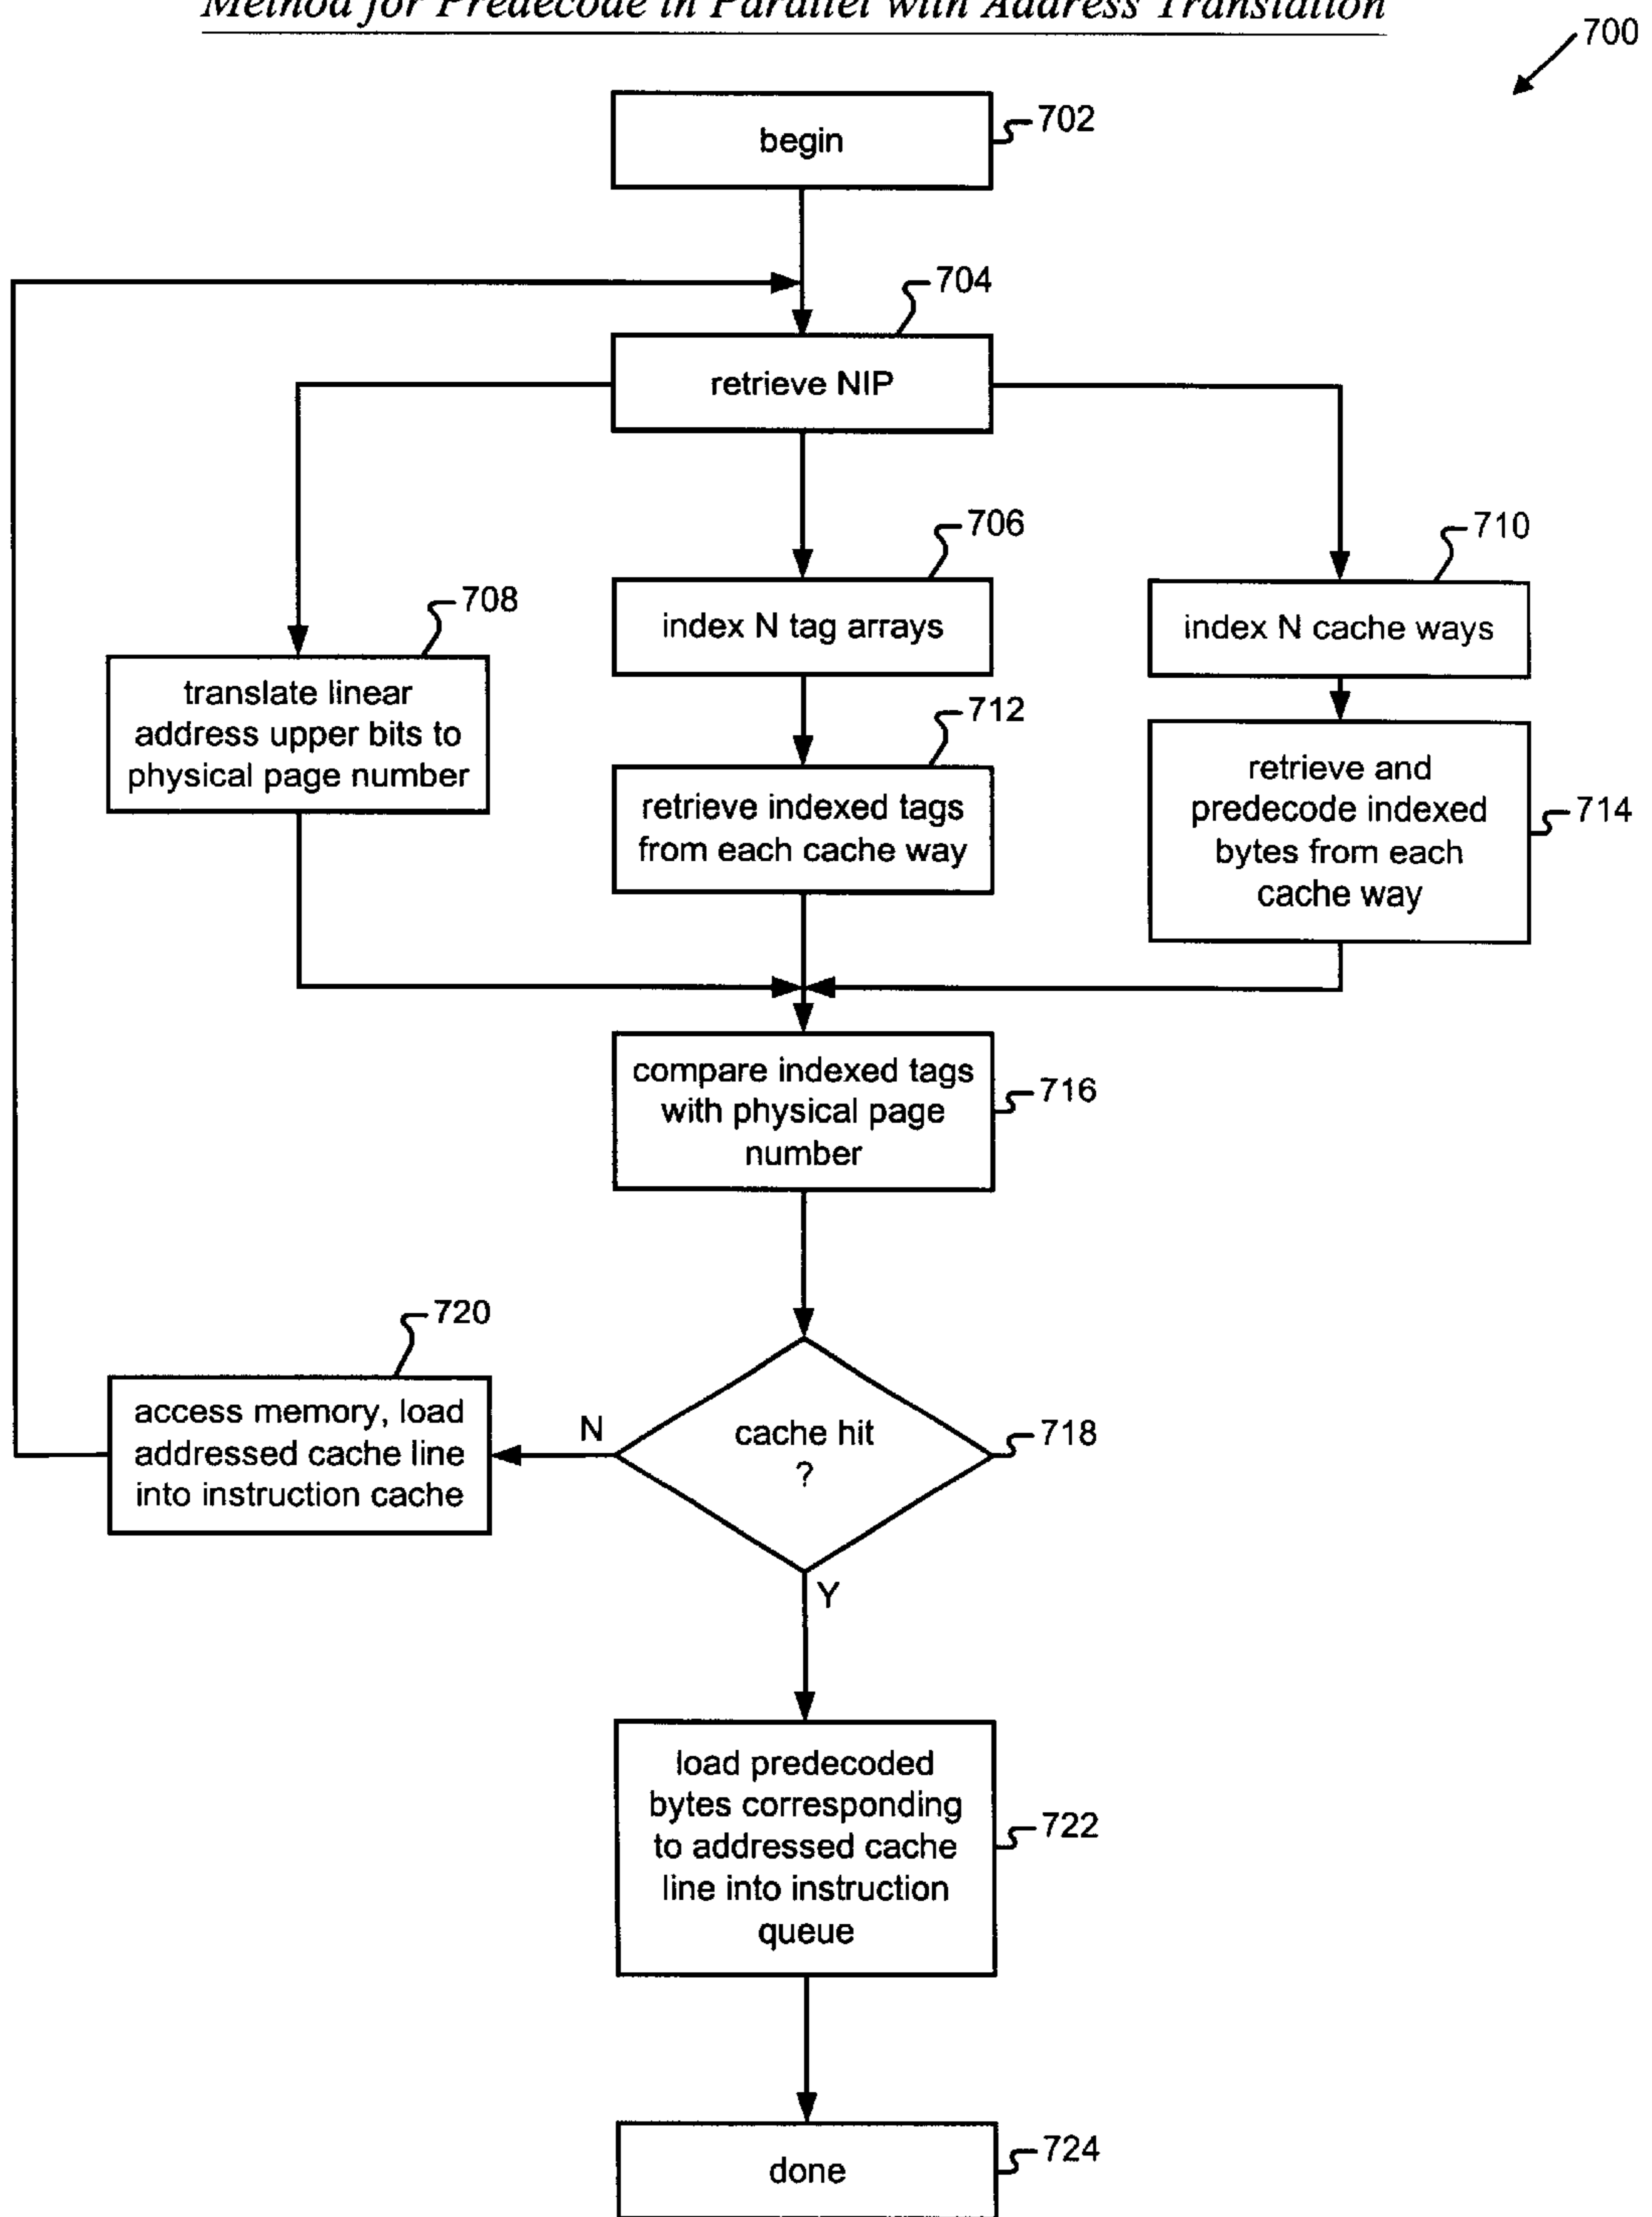 Method for Predecode in Parallel with Address Translation
700
begin
702
704
retrieve NIP
706
710
708
index N tag arrays
index N cache ways
translate linear
address upper bits to
physical page number
712
retrieve indexed tags
from each cache way
retrieve and
predecode indexed
bytes from each
cache way
714
compare indexed tags
with physical page
number
716
720
access memory, load
addressed cache line
into instruction cache
N
cache hit
?
718
Y
load predecoded
bytes corresponding
to addressed cache
line into instruction
queue
722
done
724